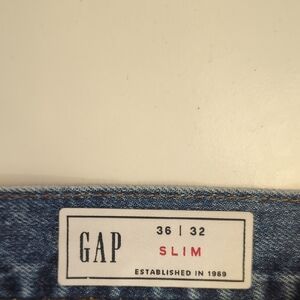 GAP
36 | 32
SLIM
ESTABLISHED IN 1969